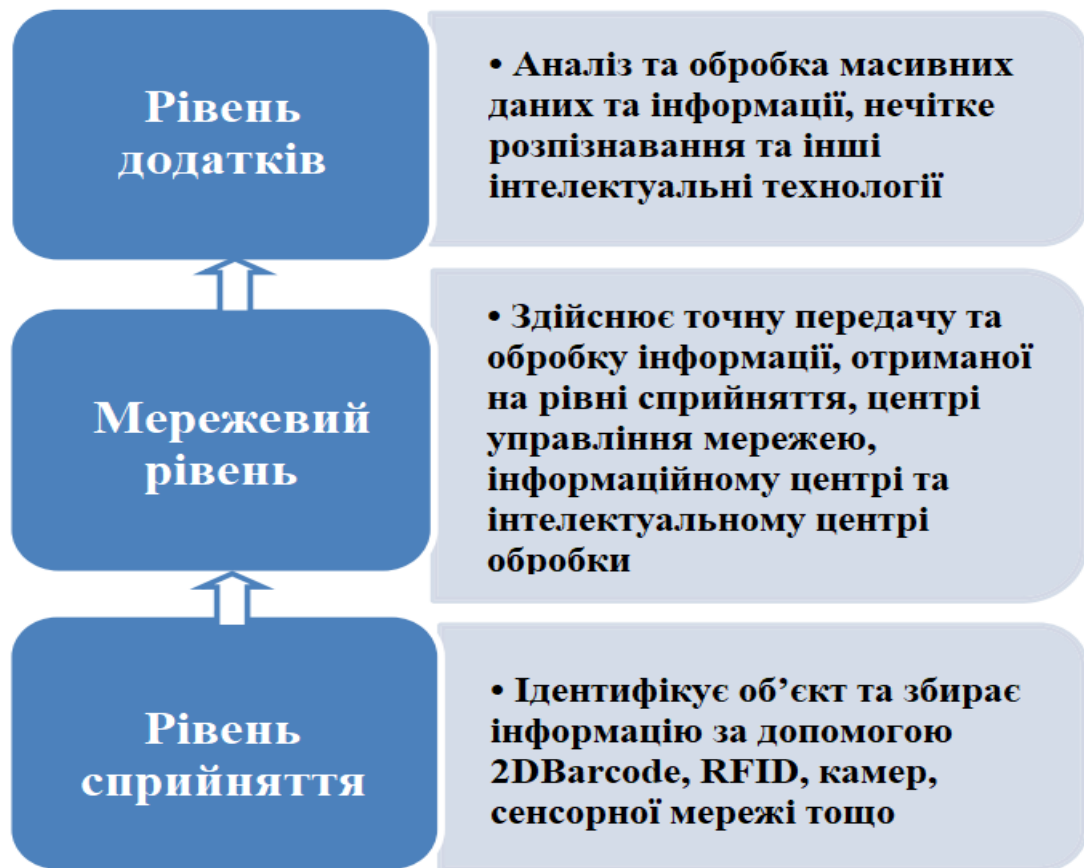 Рівень
додатків
• Аналіз та обробка масивних
даних та інформації, нечітке
розпізнавання та інші
інтелектуальні технології
Мережевий
рівень
• Здійснює точну передачу та
обробку інформації, отриманої
на рівні сприйняття, центрі
управління мережею,
інформаційному центрі та
інтелектуальному центрі
обробки
Рівень
сприйняття
• Ідентифікує об’єкт та збирає
інформацію за допомогою
2DBarcode, RFID, камер,
сенсорної мережі тощо